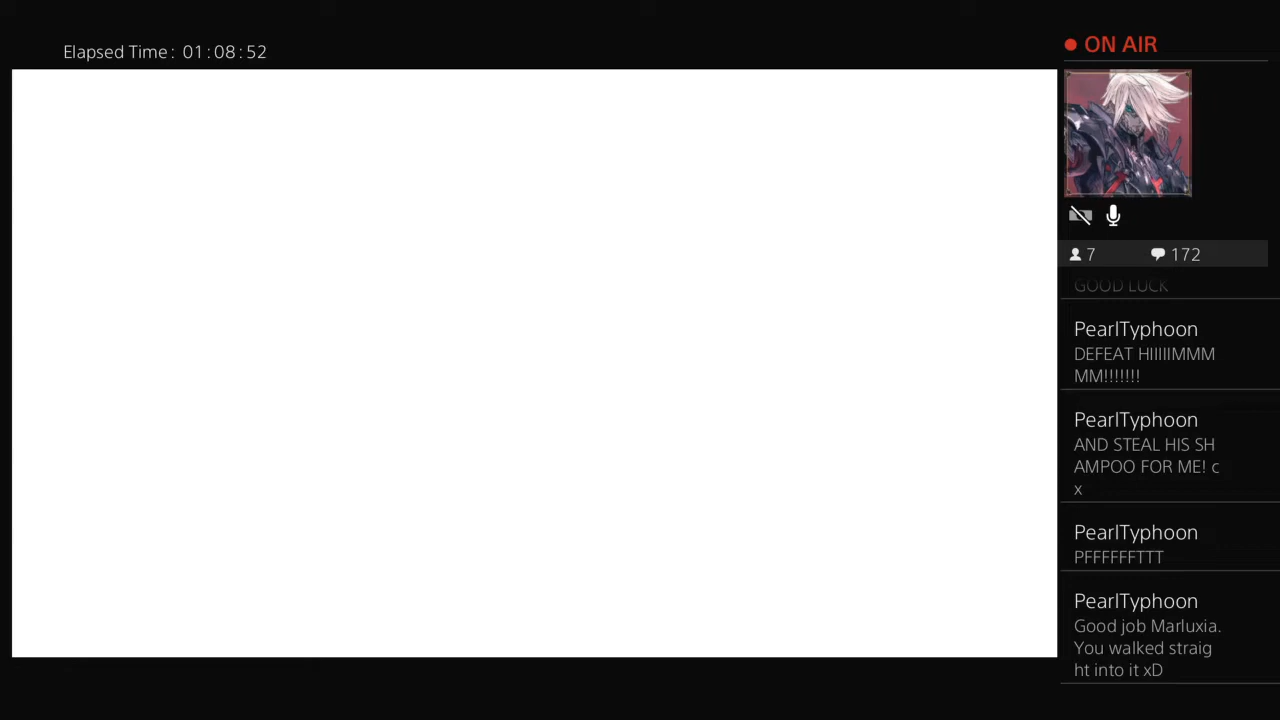 Elapsed Time: 01:08:52
ON AIR
7 172
GOOD LUCK
PearlTyphoon
DEFEAT HIIIIIMMM
MM!!!!!!!
PearlTyphoon
AND STEAL HIS SH
AMPOO FOR ME! c
x
PearlTyphoon
PFFFFFFTTT
PearlTyphoon
Good job Marluxia.
You walked straig
ht into it xD